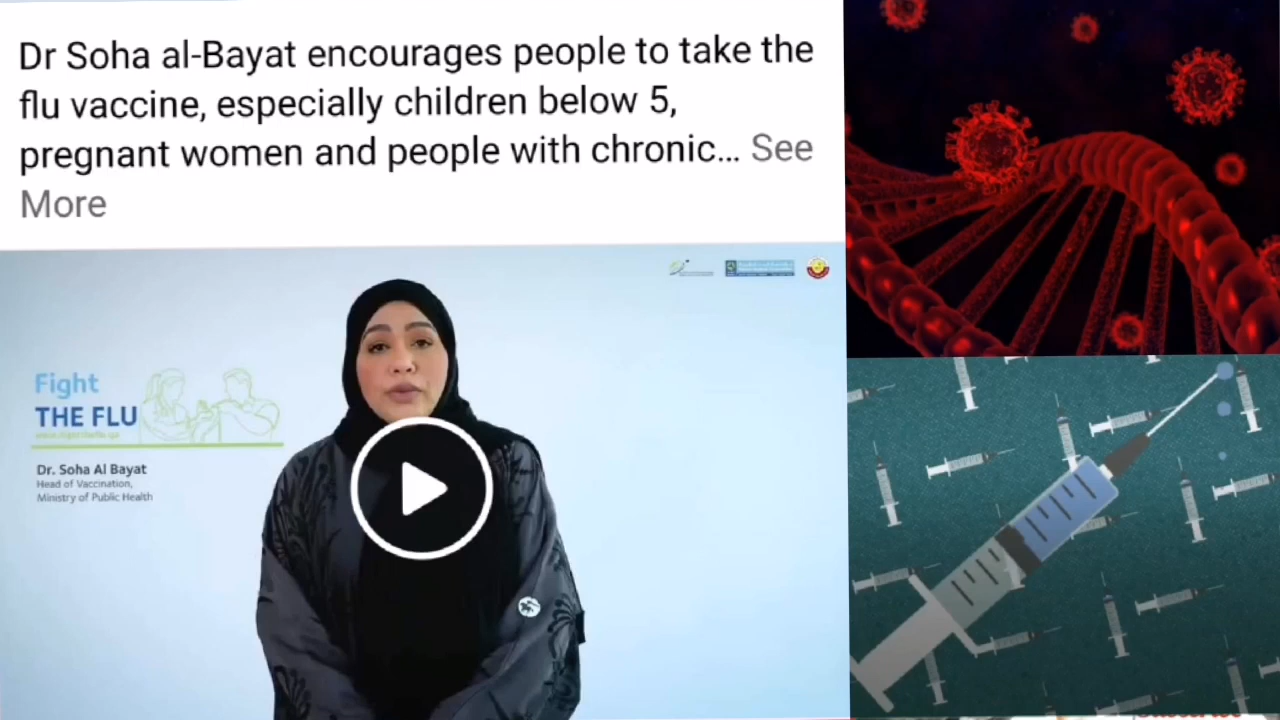 Dr Soha al-Bayat encourages people to take the
flu vaccine, especially children below 5,
pregnant women and people with chronic... See
More
Fight
THE FLU
Dr. Soha Al Bayat
Head of Vaccination,
Ministry of Public Health